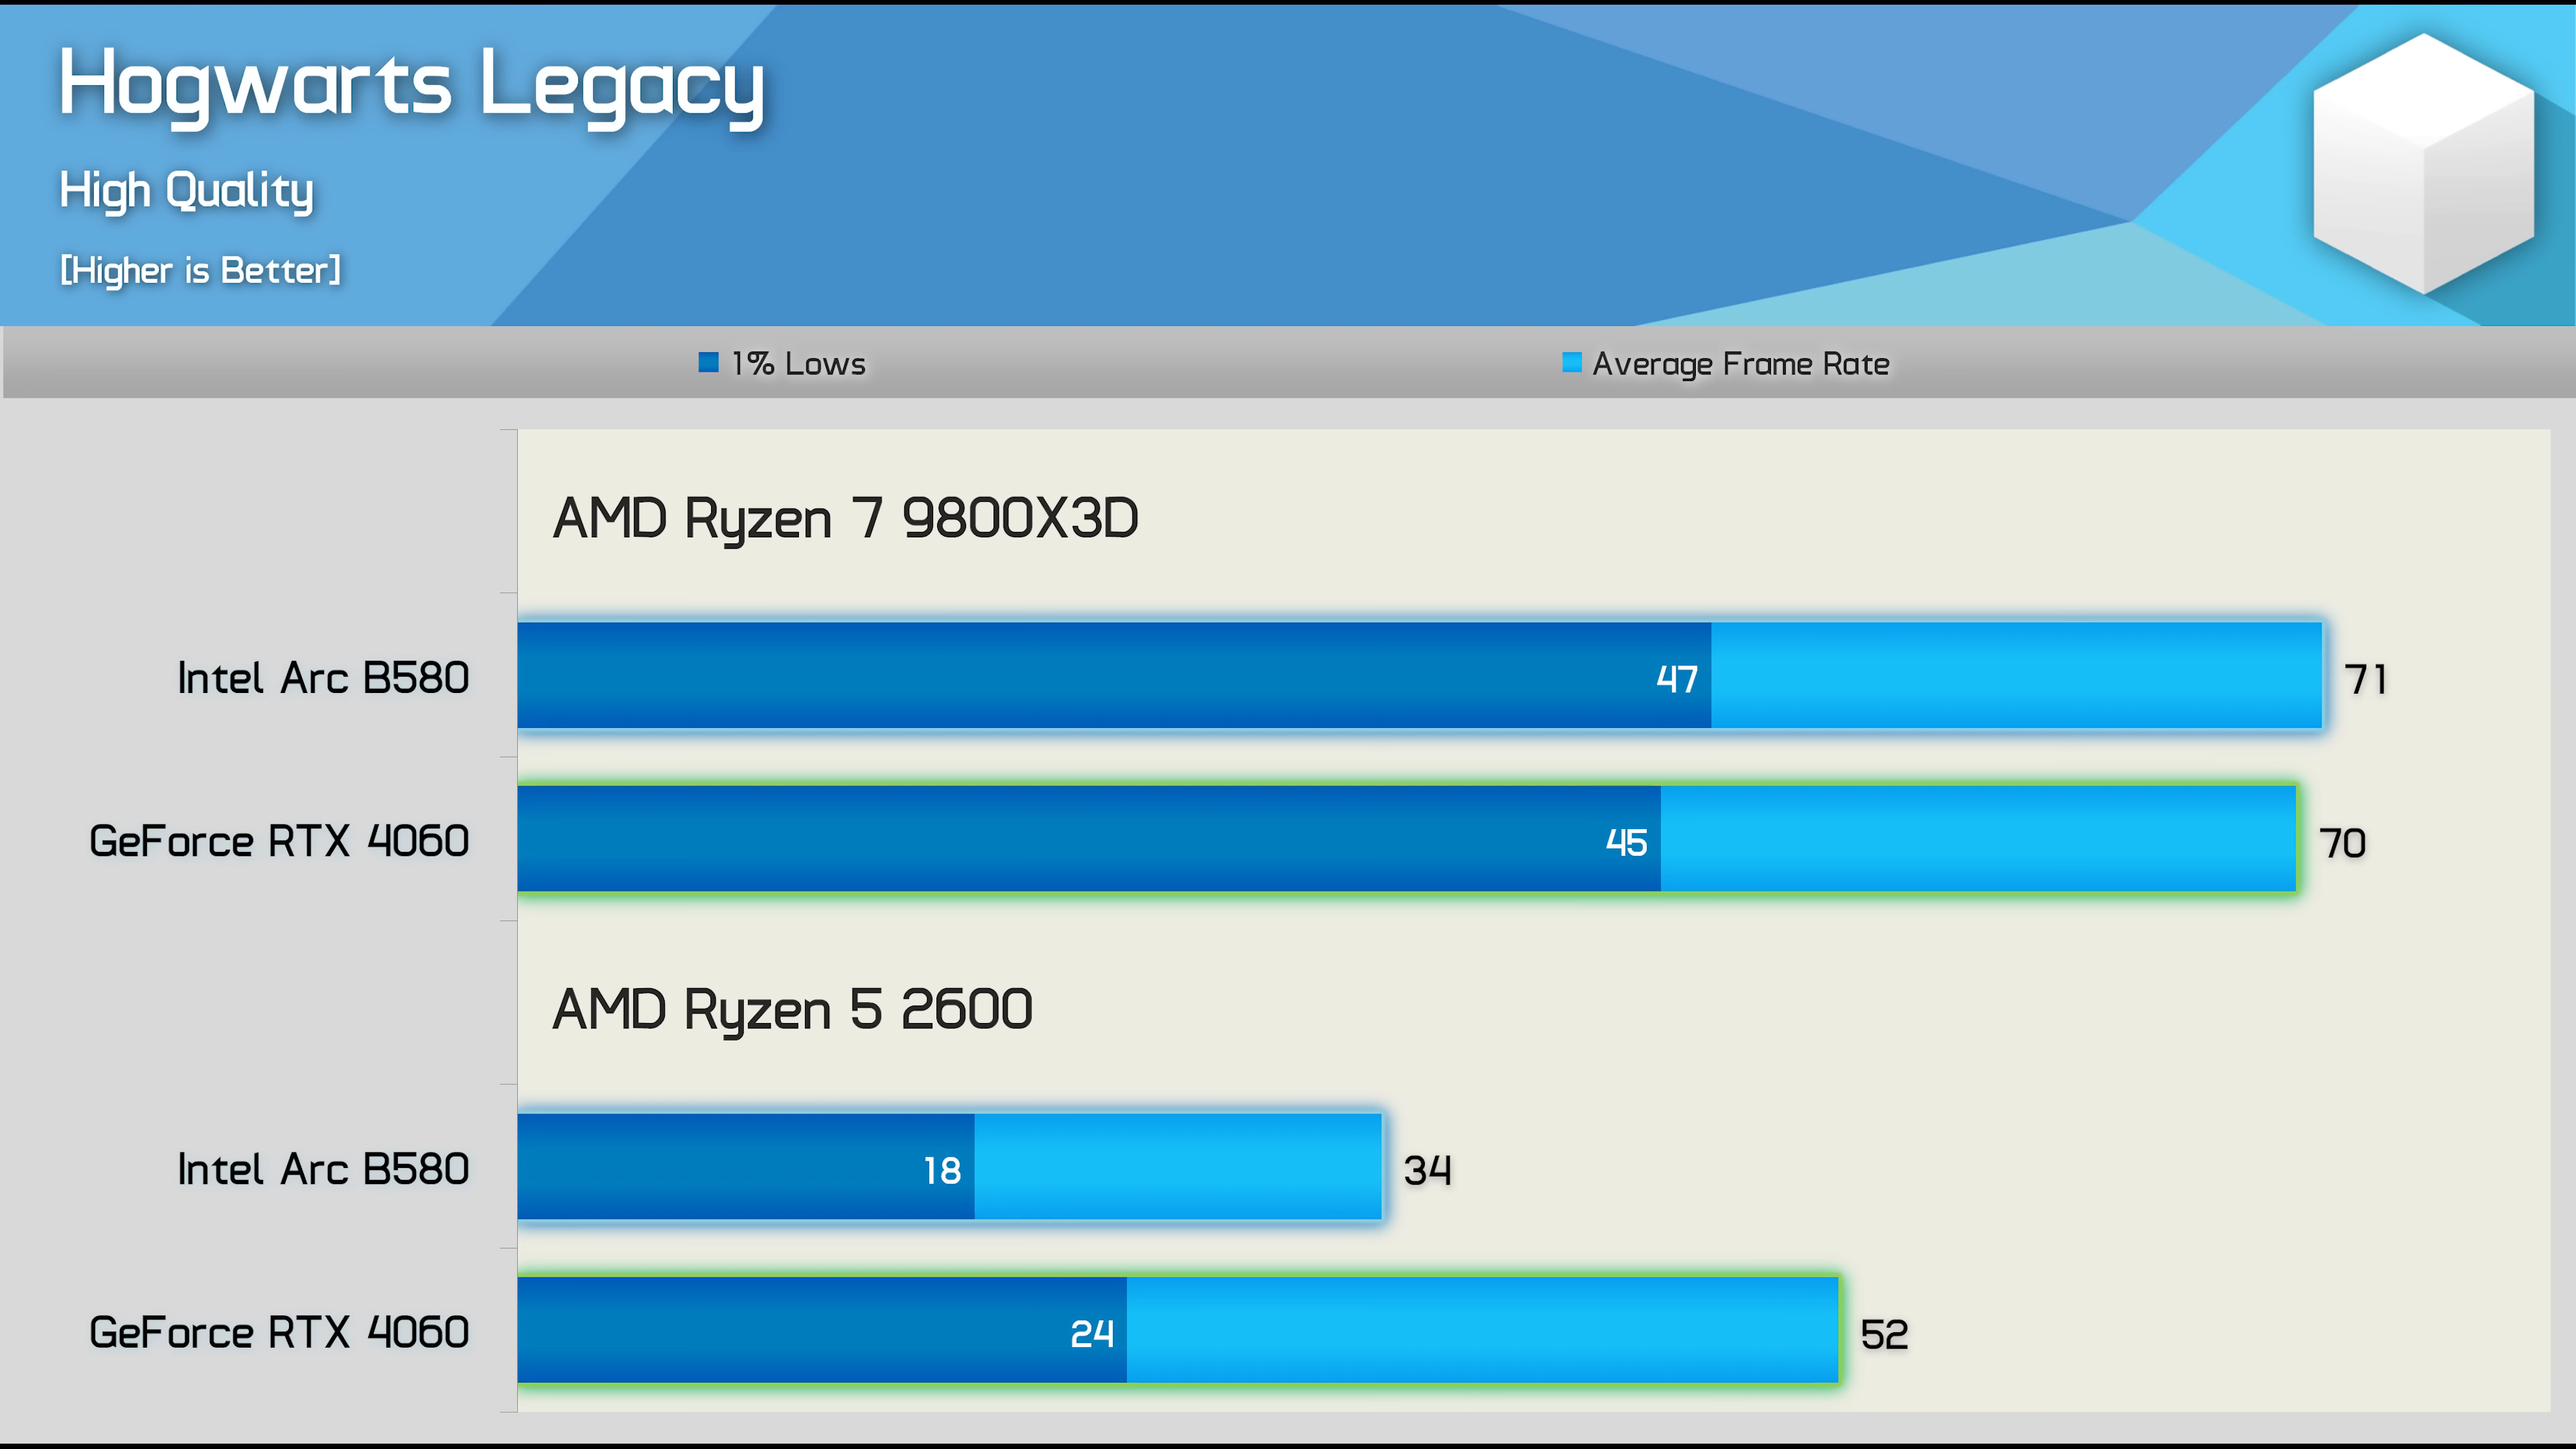 Hogwarts Legacy
High Quality
[Higher is Better]
1% Lows
Average Frame Rate
AMD Ryzen 7 9800X3D
Intel Arc B580
47
71
GeForce RTX 4060
45
70
AMD Ryzen 5 2600
Intel Arc B580
18
34
GeForce RTX 4060
24
52